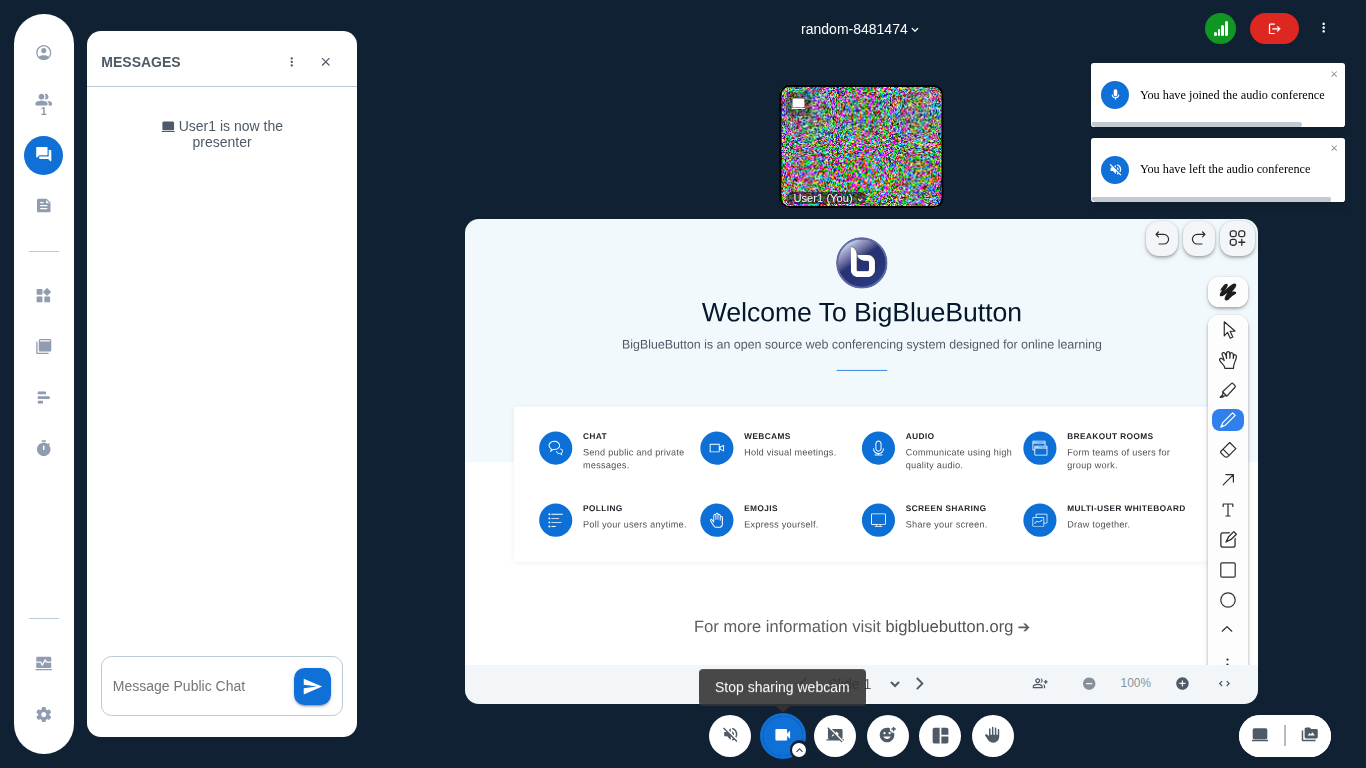 random-8481474
MESSAGES
1
User1 is now the
presenter
Message Public Chat
User1 (You)
You have joined the audio conference
You have left the audio conference
Welcome To BigBlueButton
BigBlueButton is an open source web conferencing system designed for online learning
CHAT
Send public and private
messages.
WEBCAMS
Hold visual meetings.
AUDIO
Communicate using high
quality audio.
BREAKOUT ROOMS
Form teams of users for
group work.
POLLING
Poll your users anytime.
EMOJIS
Express yourself.
SCREEN SHARING
Share your screen.
MULTI-USER WHITEBOARD
Draw together.
For more information visit bigbluebutton.org →
Stop sharing webcam
Slide 1
100%